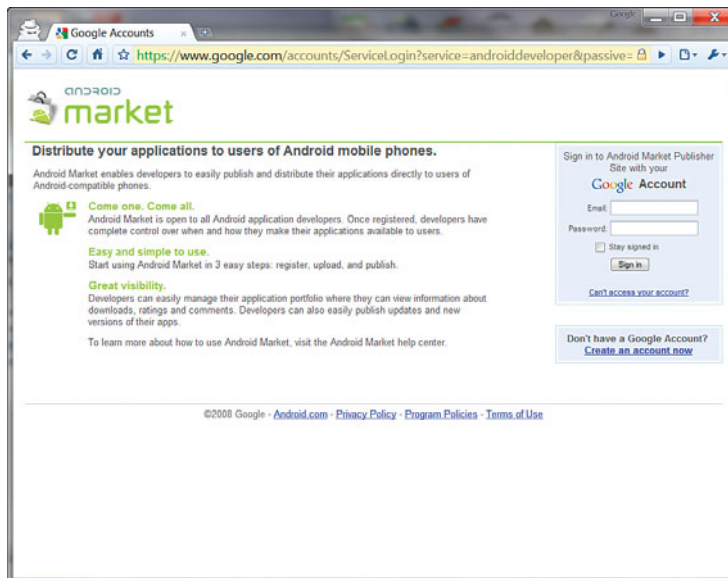 Google
Google Accounts
https://www.google.com/accounts/ServiceLogin?service=androiddeveloper&passive=
ANDROID
market
Distribute your applications to users of Android mobile phones.
Android Market enables developers to easily publish and distribute their applications directly to users of
Android-compatible phones.
Come one. Come all.
Android Market is open to all Android application developers. Once registered, developers have
complete control over when and how they make their applications available to users.
Easy and simple to use.
Start using Android Market in 3 easy steps: register, upload, and publish.
Great visibility.
Developers can easily manage their application portfolio where they can view information about
downloads, ratings and comments. Developers can also easily publish updates and new
versions of their apps.
To learn more about how to use Android Market, visit the Android Market help center.
Sign in to Android Market Publisher
Site with your
Google Account
Email:
Password:
Stay signed in
Sign in
Can't access your account?
Don't have a Google Account?
Create an account now
©2008 Google - Android.com - Privacy Policy - Program Policies - Terms of Use